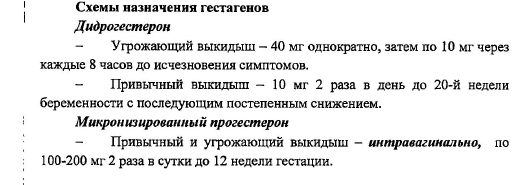 Схемы назначения гестагенов
Дидрогестерон
– Угрожающий выкидыш – 40 мг однократно, затем по 10 мг через
каждые 8 часов до исчезновения симптомов.
– Привычный выкидыш – 10 мг 2 раза в день до 20-й недели
беременности с последующим постепенным снижением.
Микронизированный прогестерон
– Привычный и угрожающий выкидыш – интравагинально, по
100-200 мг 2 раза в сутки до 12 недели гестации.